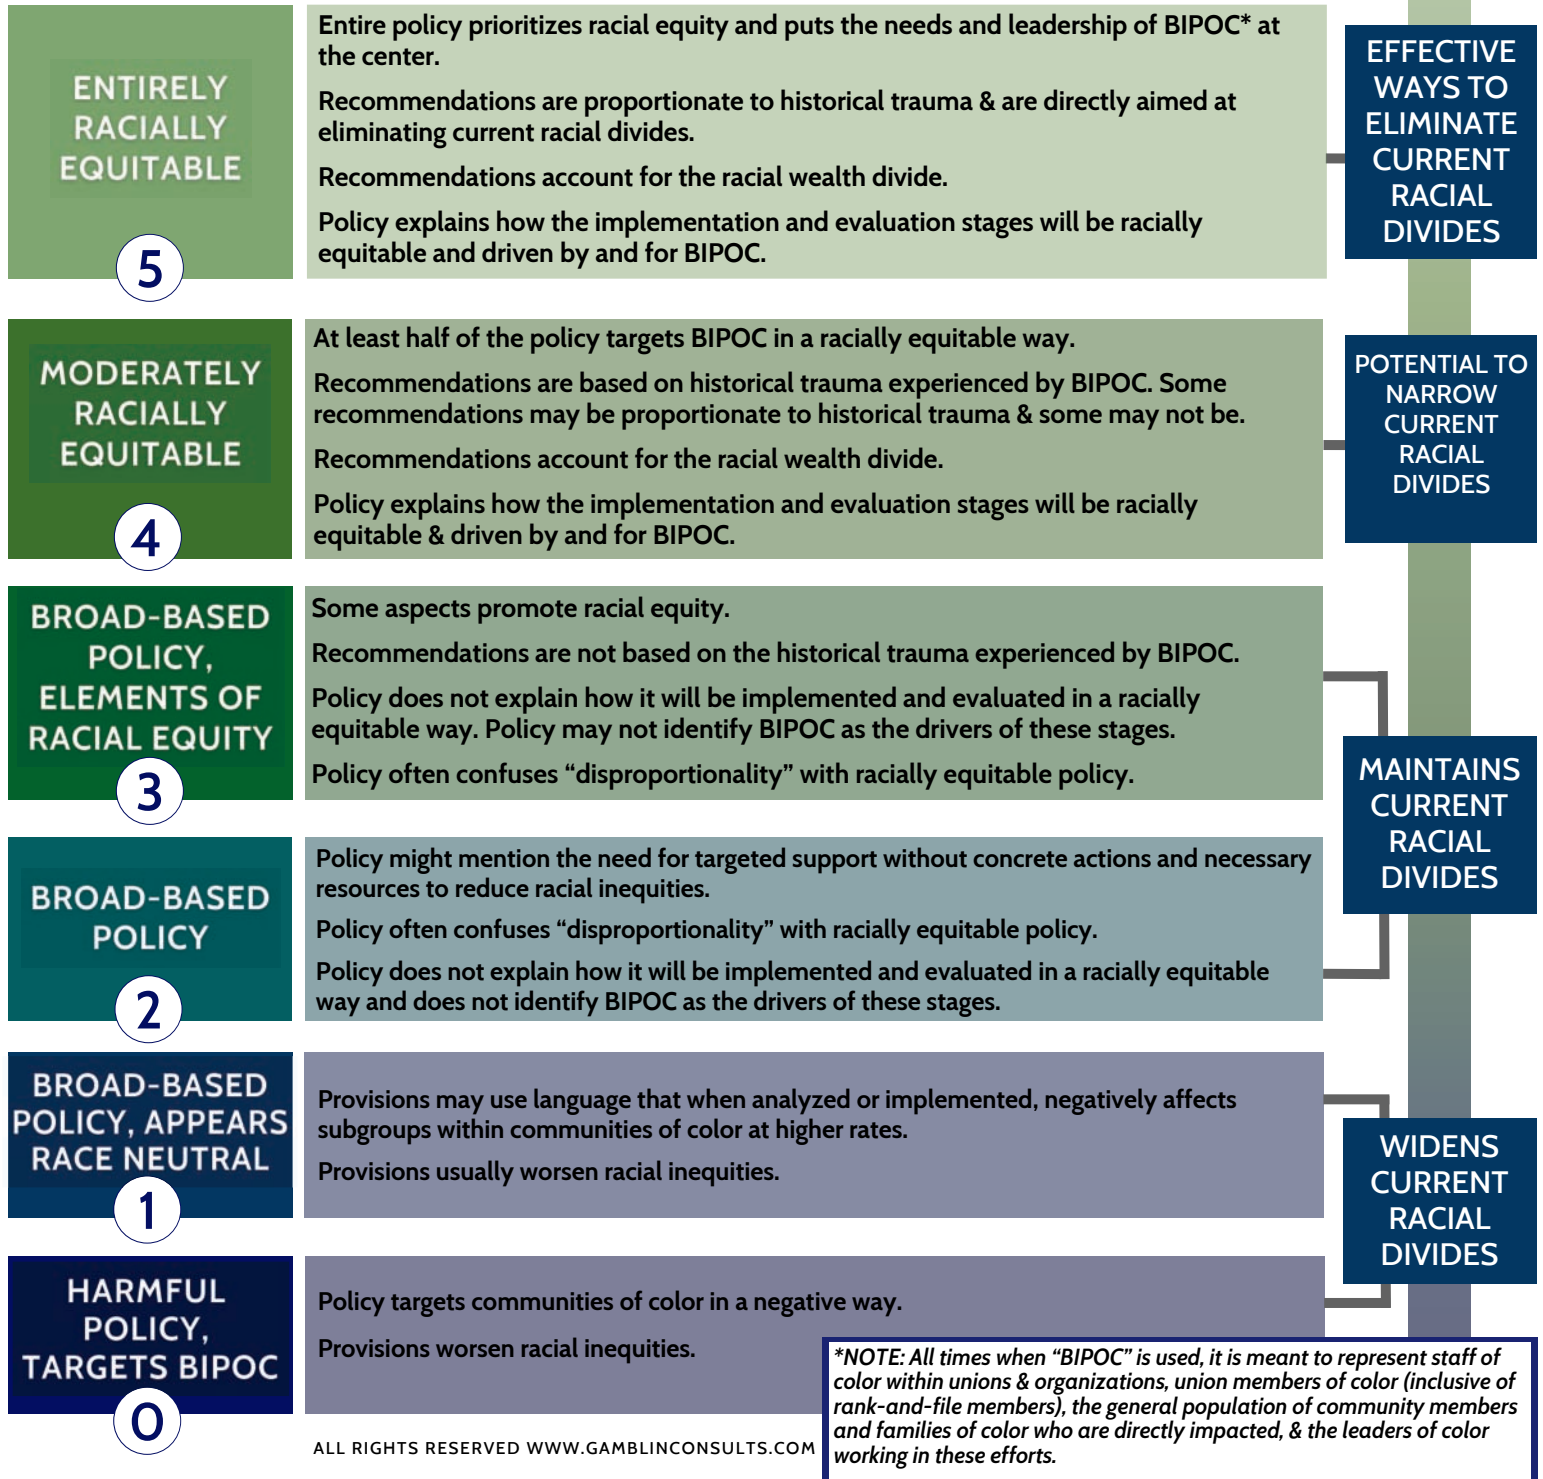 ENTIRELY
RACIALLY
EQUITABLE
5
Entire policy prioritizes racial equity and puts the needs and leadership of BIPOC* at
the center.
Recommendations are proportionate to historical trauma & are directly aimed at
eliminating current racial divides.
Recommendations account for the racial wealth divide.
Policy explains how the implementation and evaluation stages will be racially
equitable and driven by and for BIPOC.
EFFECTIVE
WAYS TO
ELIMINATE
CURRENT
RACIAL
DIVIDES
MODERATELY
RACIALLY
EQUITABLE
4
At least half of the policy targets BIPOC in a racially equitable way.
Recommendations are based on historical trauma experienced by BIPOC. Some
recommendations may be proportionate to historical trauma & some may not be.
Recommendations account for the racial wealth divide.
Policy explains how the implementation and evaluation stages will be racially
equitable & driven by and for BIPOC.
POTENTIAL TO
NARROW
CURRENT
RACIAL
DIVIDES
BROAD-BASED
POLICY,
ELEMENTS OF
RACIAL EQUITY
3
Some aspects promote racial equity.
Recommendations are not based on the historical trauma experienced by BIPOC.
Policy does not explain how it will be implemented and evaluated in a racially
equitable way. Policy may not identify BIPOC as the drivers of these stages.
Policy often confuses “disproportionality” with racially equitable policy.
MAINTAINS
CURRENT
RACIAL
DIVIDES
BROAD-BASED
POLICY
2
Policy might mention the need for targeted support without concrete actions and necessary
resources to reduce racial inequities.
Policy often confuses “disproportionality” with racially equitable policy.
Policy does not explain how it will be implemented and evaluated in a racially equitable
way and does not identify BIPOC as the drivers of these stages.
BROAD-BASED
POLICY, APPEARS
RACE NEUTRAL
1
Provisions may use language that when analyzed or implemented, negatively affects
subgroups within communities of color at higher rates.
Provisions usually worsen racial inequities.
WIDENS
CURRENT
RACIAL
DIVIDES
HARMFUL
POLICY,
TARGETS BIPOC
0
Policy targets communities of color in a negative way.
Provisions worsen racial inequities.
*NOTE: All times when “BIPOC” is used, it is meant to represent staff of
color within unions & organizations, union members of color (inclusive of
rank-and-file members), the general population of community members
and families of color who are directly impacted, & the leaders of color
working in these efforts.
ALL RIGHTS RESERVED WWW.GAMBLINCONSULTS.COM